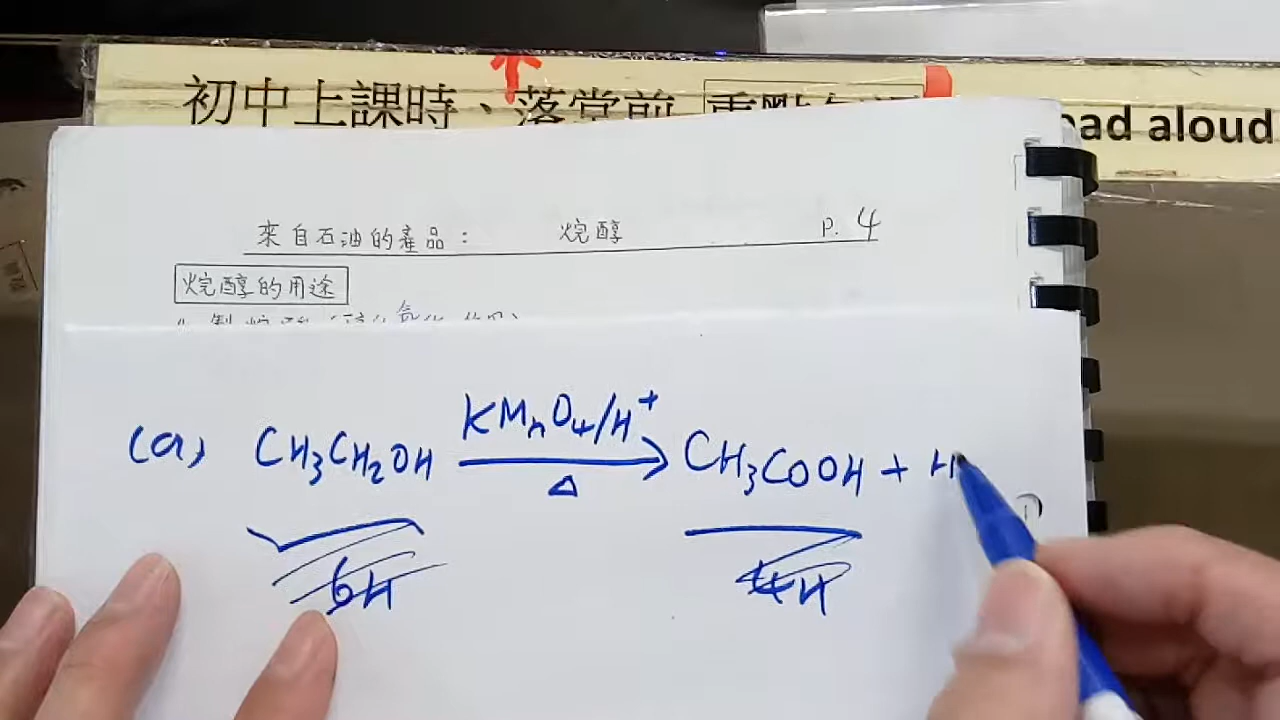 初中上課時、落堂前
ead aloud
來自石油的產品： 烷醇 P. 4
烷醇的用途
(a) CH₃CH₂OH KMnO₄/H⁺ △ CH₃COOH + H
6H 4H